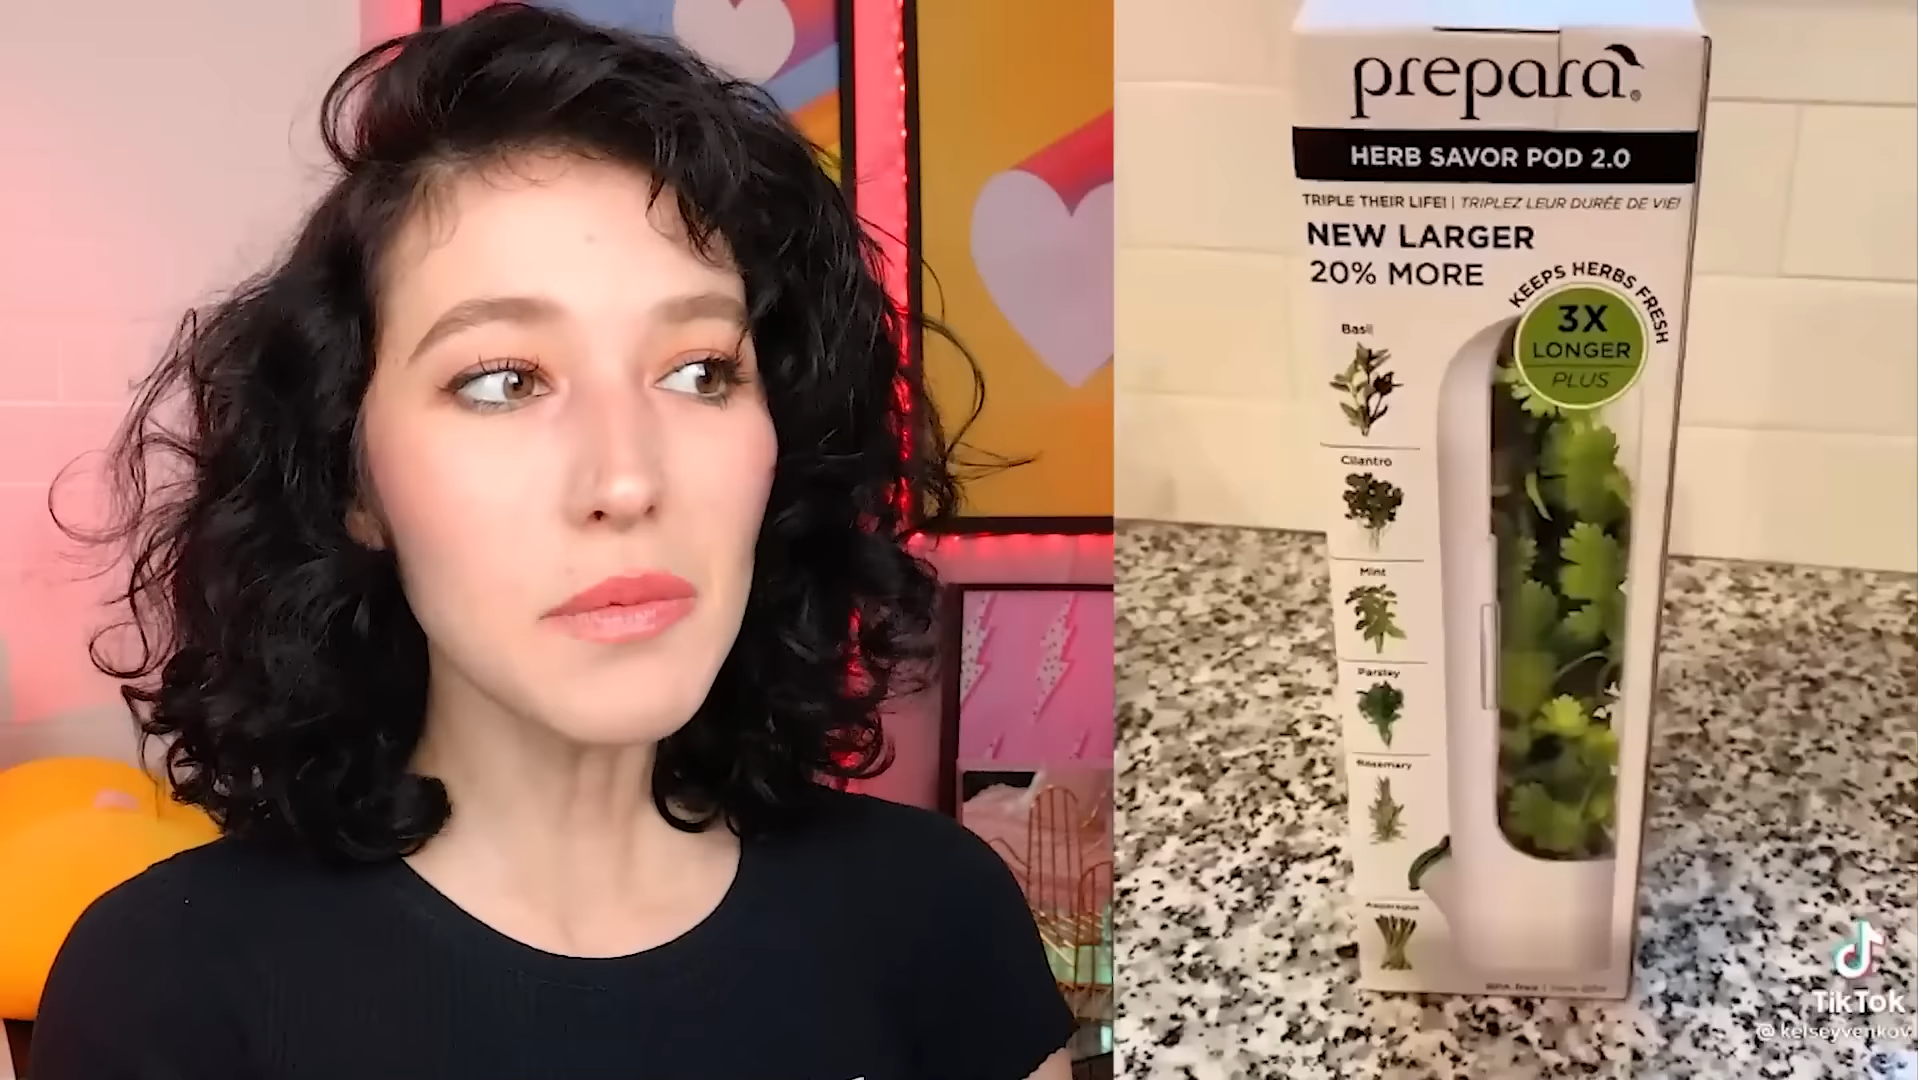 prepara®
HERB SAVOR POD 2.0
TRIPLE THEIR LIFE! | TRIPLEZ LEUR DURÉE DE VIE!
NEW LARGER
20% MORE
KEEPS HERBS FRESH
3X
LONGER
PLUS
Basil
Cilantro
Mint
Parsley
Rosemary
Asparagus
TikTok
@kelseyvenkov